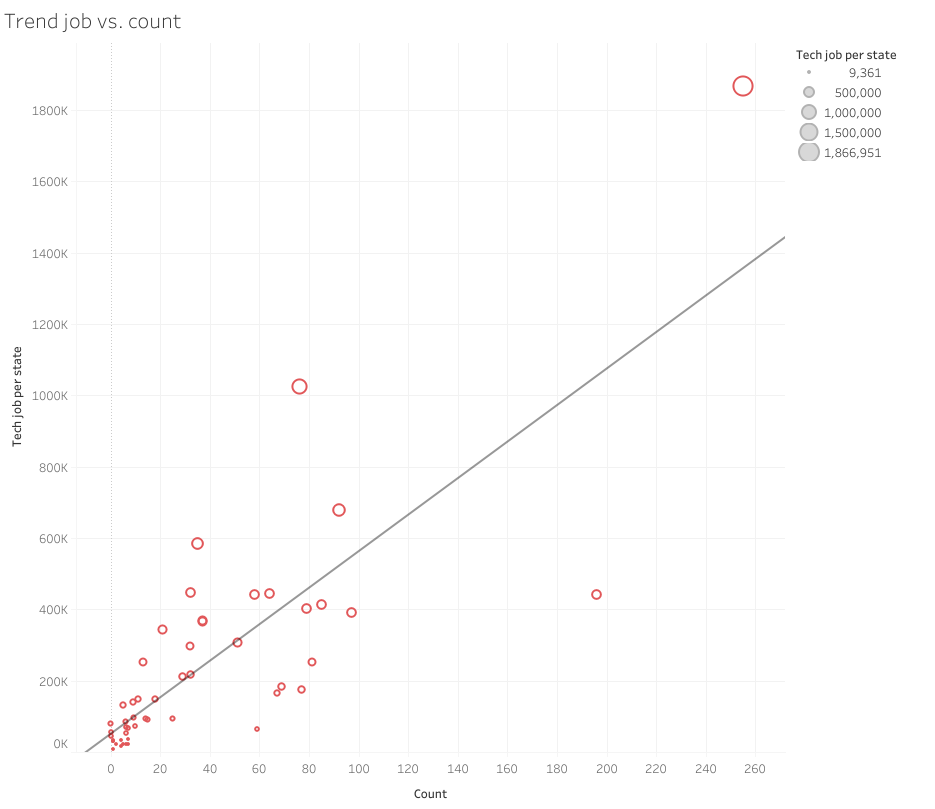 Trend job vs. count
Tech job per state
9,361
500,000
1,000,000
1,500,000
1,866,951
1800K
1600K
1400K
1200K
1000K
800K
600K
400K
200K
0K
Tech job per state
0 20 40 60 80 100 120 140 160 180 200 220 240 260
Count